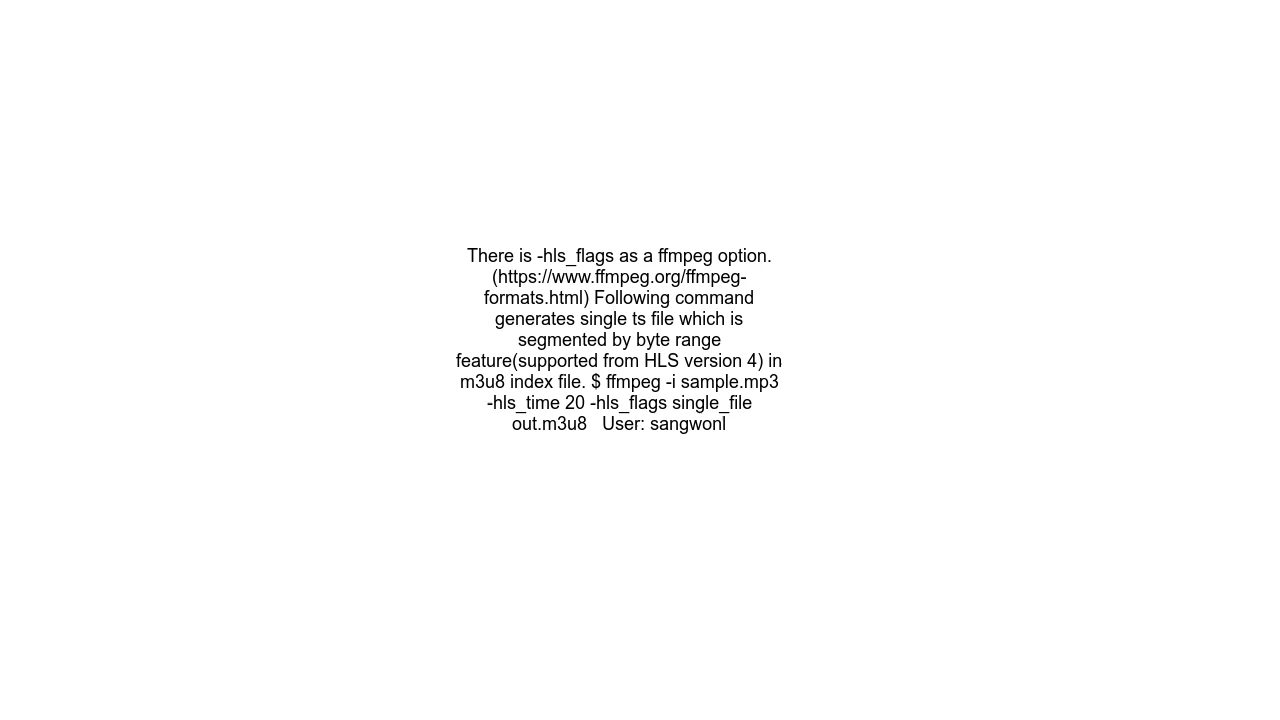 There is -hls_flags as a ffmpeg option.
(https://www.ffmpeg.org/ffmpeg-
formats.html) Following command
generates single ts file which is
segmented by byte range
feature(supported from HLS version 4) in
m3u8 index file. $ ffmpeg -i sample.mp3
-hls_time 20 -hls_flags single_file
out.m3u8   User: sangwonl